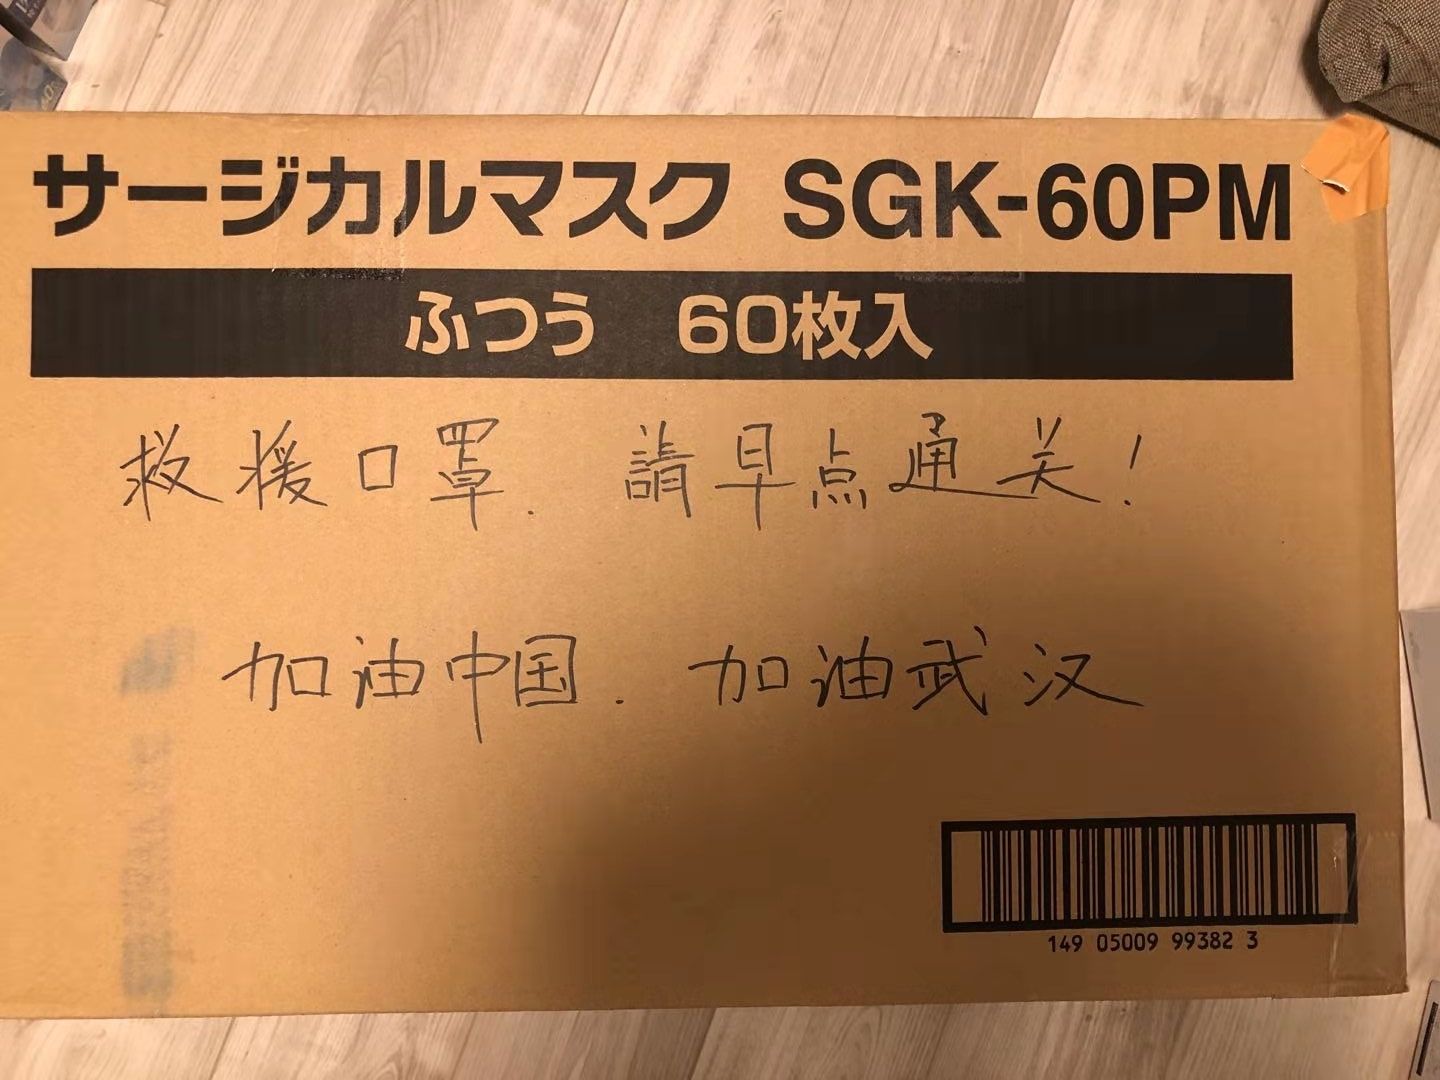 サージカルマスク SGK-60PM
ふつう 60枚入
救援口罩. 請早点通关!
加油中国. 加油武汉
149 05009 99382 3